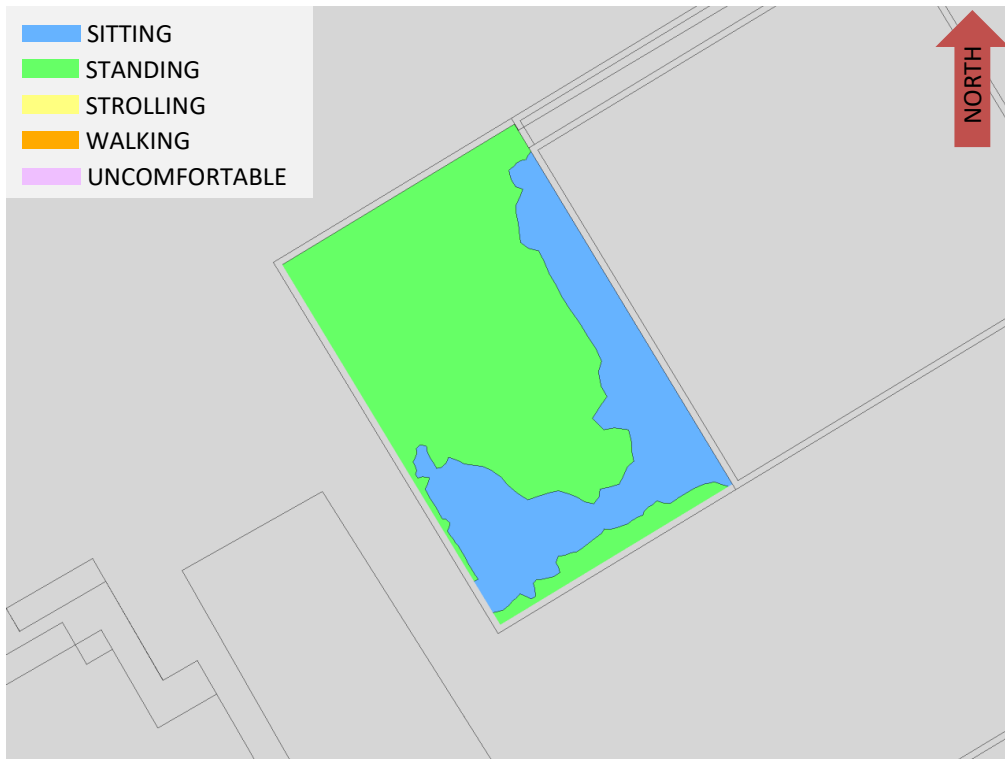 SITTING
STANDING
STROLLING
WALKING
UNCOMFORTABLE
NORTH